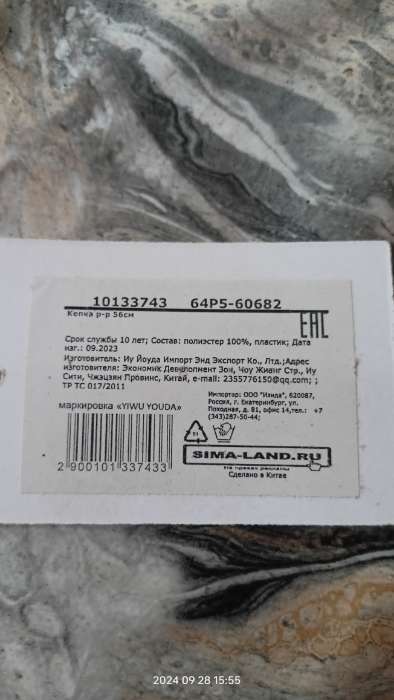 10133743 64P5-60682
Кепка р-р 56см
EAC
Срок службы 10 лет; Состав: полиэстер 100%, пластик; Дата
изг.: 09.2023
Изготовитель: Иу Йоуда Импорт Энд Экспорт Ко., Лтд.;Адрес
изготовителя: Экономик Девелопмент Зон, Чоу Жианг Стр., Иу
Сити, Чжэцзян Провинс, Китай, e-mail: 2355776150@qq.com; ;
ТР ТС 017/2011
Импортер: ООО "Изида", 620087,
Россия, г. Екатеринбург, ул.
Походная, д. 81, офис 14,тел.: +7
(343)287-50-44;
маркировка «YIWU YOUDA»
2 900101 337433
SIMA-LAND.RU
На правах рекламы
Сделано в Китае
2024 09 28 15:55